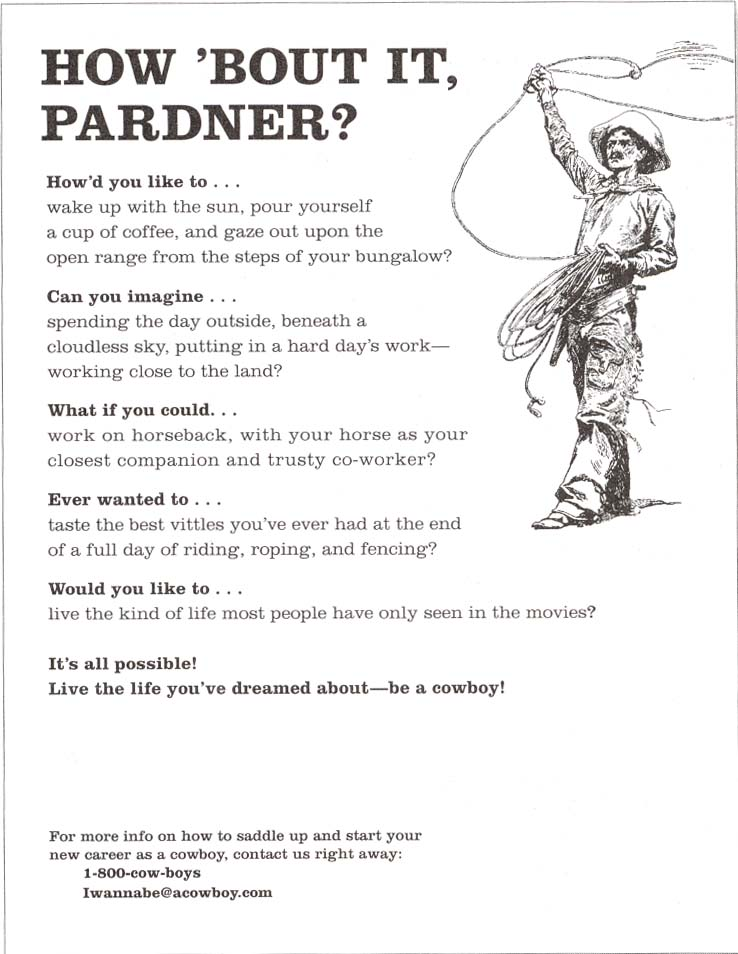 HOW ’BOUT IT,
PARDNER?
How’d you like to . . .
wake up with the sun, pour yourself
a cup of coffee, and gaze out upon the
open range from the steps of your bungalow?
Can you imagine . . .
spending the day outside, beneath a
cloudless sky, putting in a hard day’s work—
working close to the land?
What if you could. . .
work on horseback, with your horse as your
closest companion and trusty co-worker?
Ever wanted to . . .
taste the best vittles you’ve ever had at the end
of a full day of riding, roping, and fencing?
Would you like to . . .
live the kind of life most people have only seen in the movies?
It’s all possible!
Live the life you’ve dreamed about—be a cowboy!
For more info on how to saddle up and start your
new career as a cowboy, contact us right away:
1-800-cow-boys
Iwannabe@acowboy.com